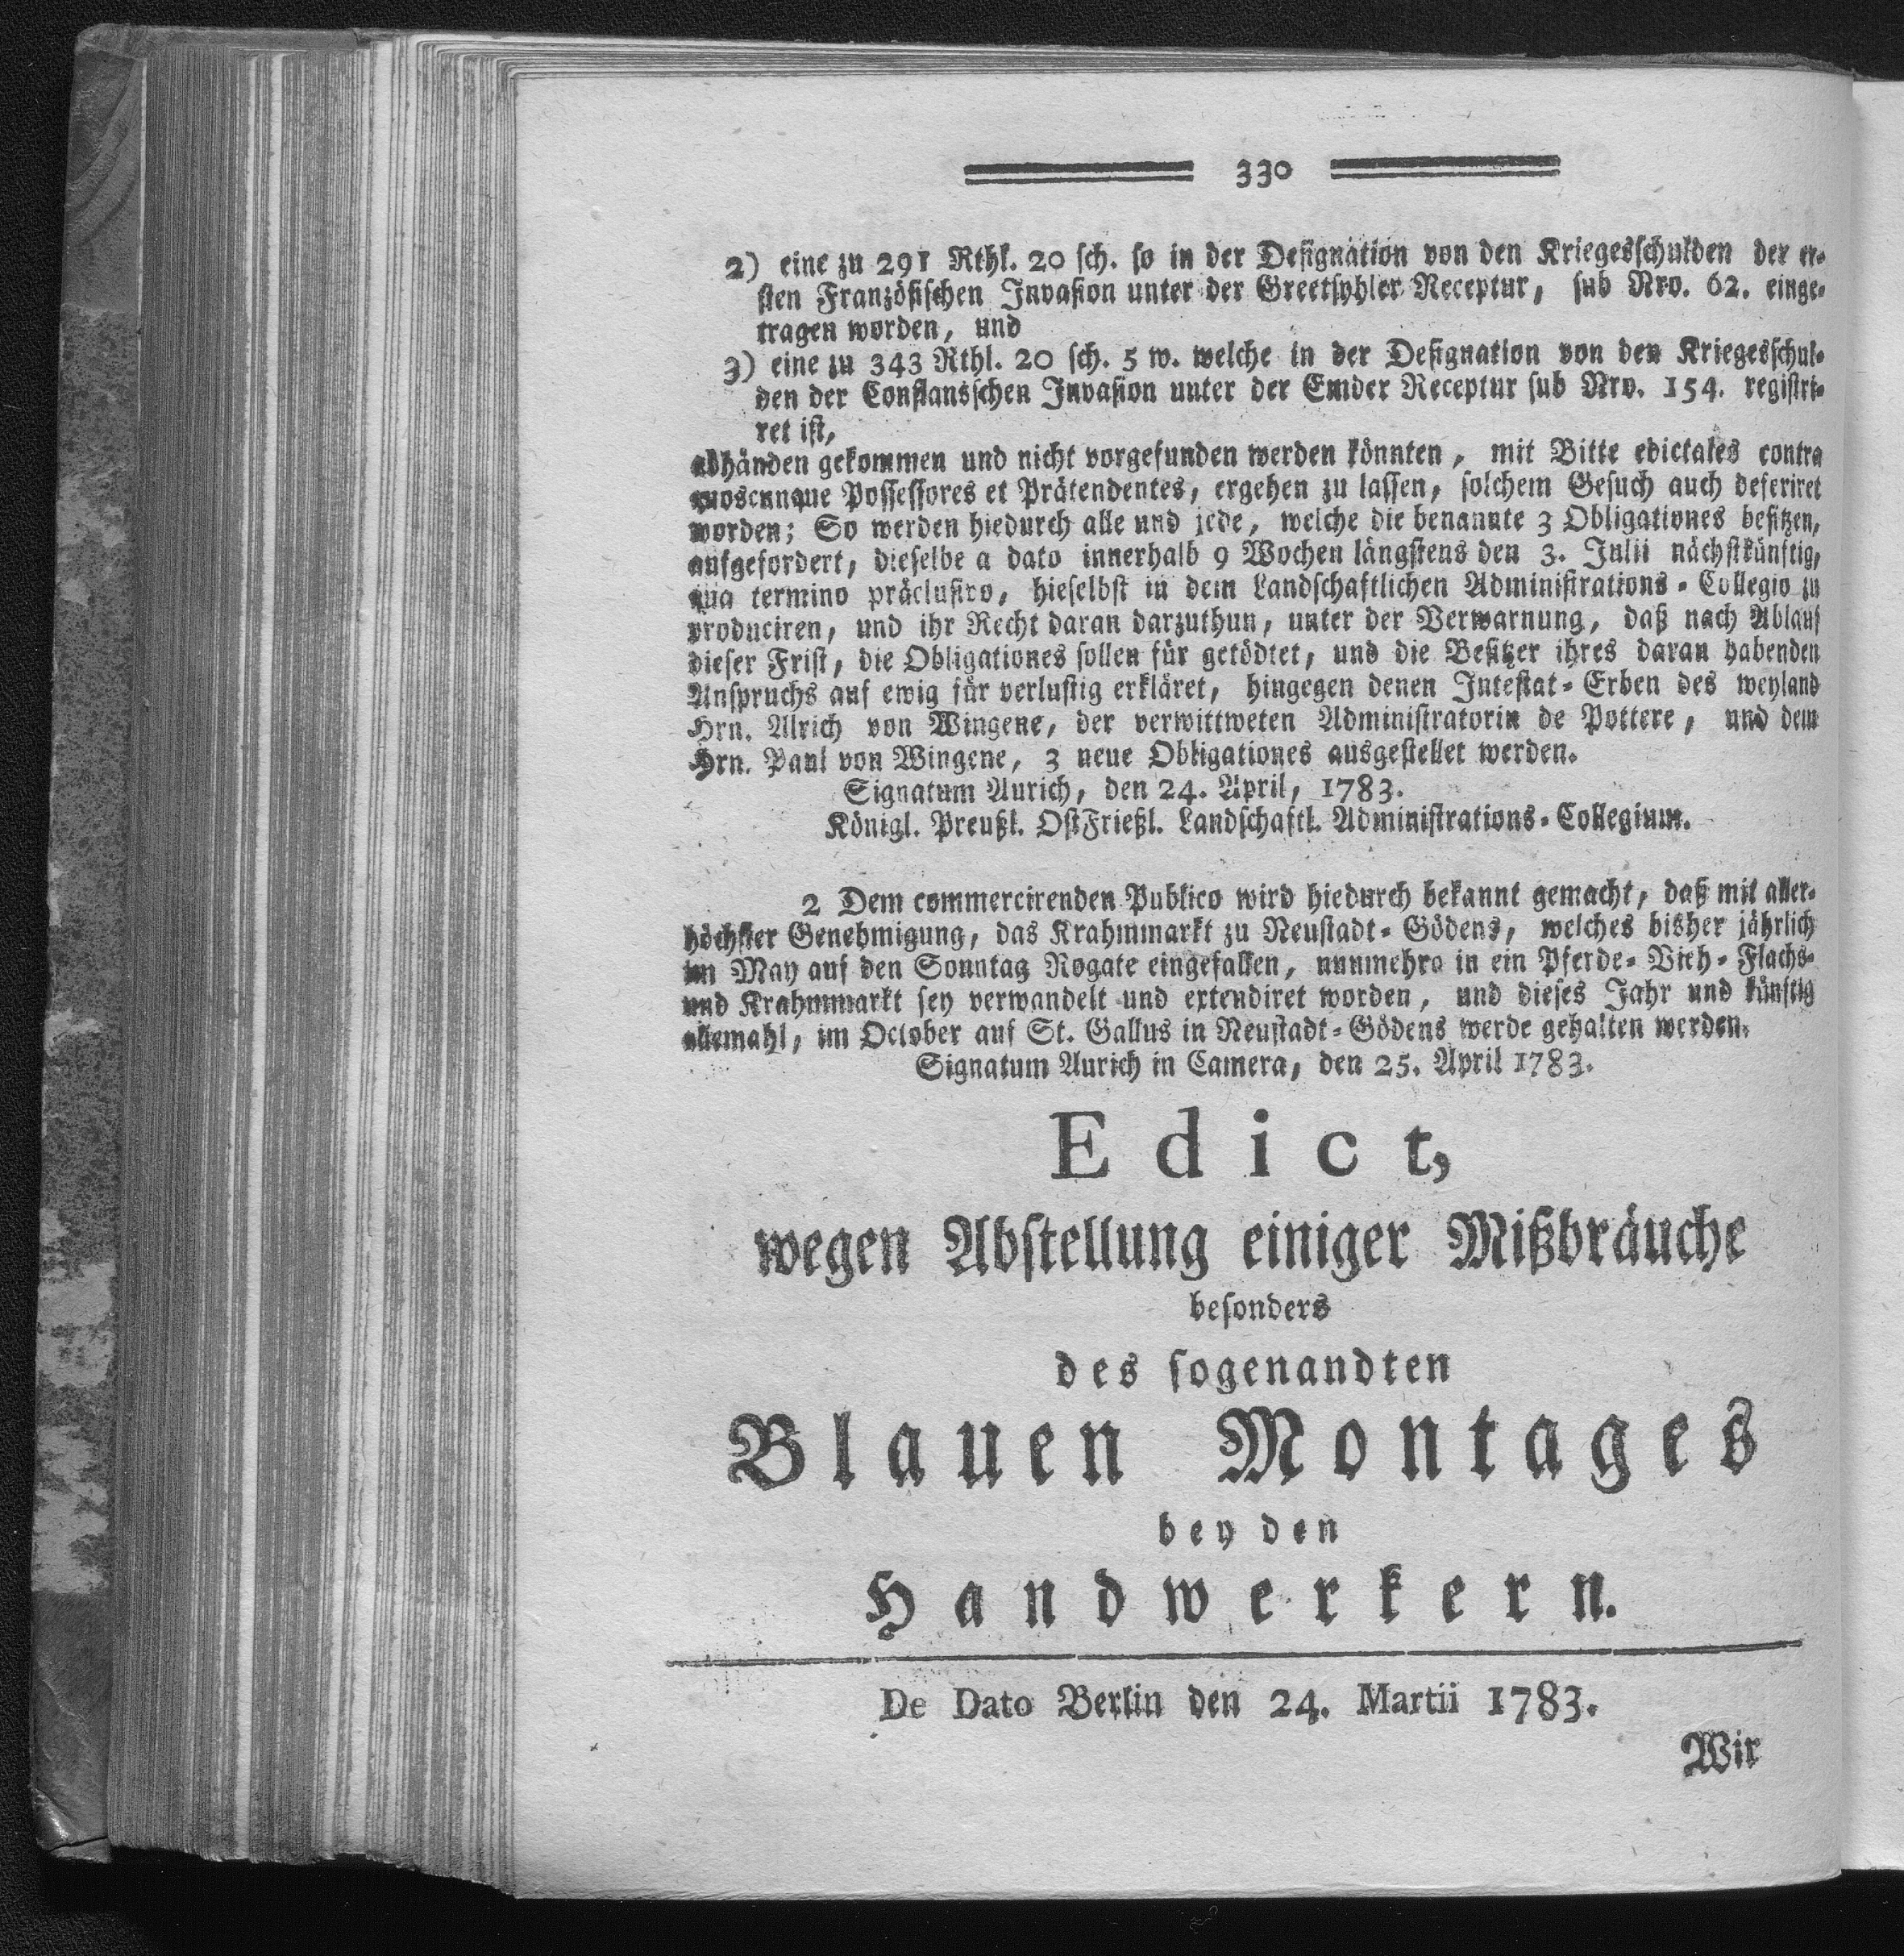 330
2) eine zu 291 Rthl. 20 sch. so in der Designation von den Kriegesschulden der er-
sten Französischen Invasion unter der Greetsyhler Receptur, sub Nro. 62. einge-
tragen worden, und
3) eine zu 343 Rthl. 20 sch. 5 w. welche in der Designation von den Kriegesschul-
den der Conflansschen Invasion unter der Emder Receptur sub Nro. 154. registri-
ret ist,
abhänden gekommen und nicht vorgefunden werden könnten, mit Bitte edictales contra
quoscunque Possessores et Prätendentes, ergehen zu lassen, solchem Gesuch auch deferiret
worden; So werden hiedurch alle und jede, welche die benannte 3 Obligationes besitzen,
aufgefordert, dieselbe a dato innerhalb 9 Wochen längstens den 3. Julii nächstkünftig,
qua termino präclusivo, hieselbst in dem Landschaftlichen Administrations-Collegio zu
produciren, und ihr Recht daran darzuthun, unter der Verwarnung, daß nach Ablauf
dieser Frist, die Obligationes sollen für getödtet, und die Besitzer ihres daran habenden
Anspruchs auf ewig für verlustig erkläret, hingegen denen Intestat-Erben des weyland
Hrn. Alrich von Wingene, der verwittweten Administratorin de Pottere, und dem
Hrn. Paul von Wingene, 3 neue Obligationes ausgestellet werden.
Signatum Aurich, den 24. April, 1783.
Königl. Preußl. OstFrießl. Landschaftl. Administrations-Collegium.
2 Dem commercirenden Publico wird hiedurch bekannt gemacht, daß mit aller-
höchster Genehmigung, das Krahmmarkt zu Neustadt-Gödens, welches bisher jährlich
im May auf den Sonntag Rogate eingefallen, nunmehro in ein Pferde- Vieh- Flachs-
und Krahmmarkt sey verwandelt und extendiret worden, und dieses Jahr und künftig
allemahl, im October auf St. Gallus in Neustadt-Gödens werde gehalten werden.
Signatum Aurich in Camera, den 25. April 1783.
Edict,
wegen Abstellung einiger Mißbräuche
besonders
des sogenandten
Blauen Montages
bey den
Handwerkern.
De Dato Berlin den 24. Martii 1783.
Wir